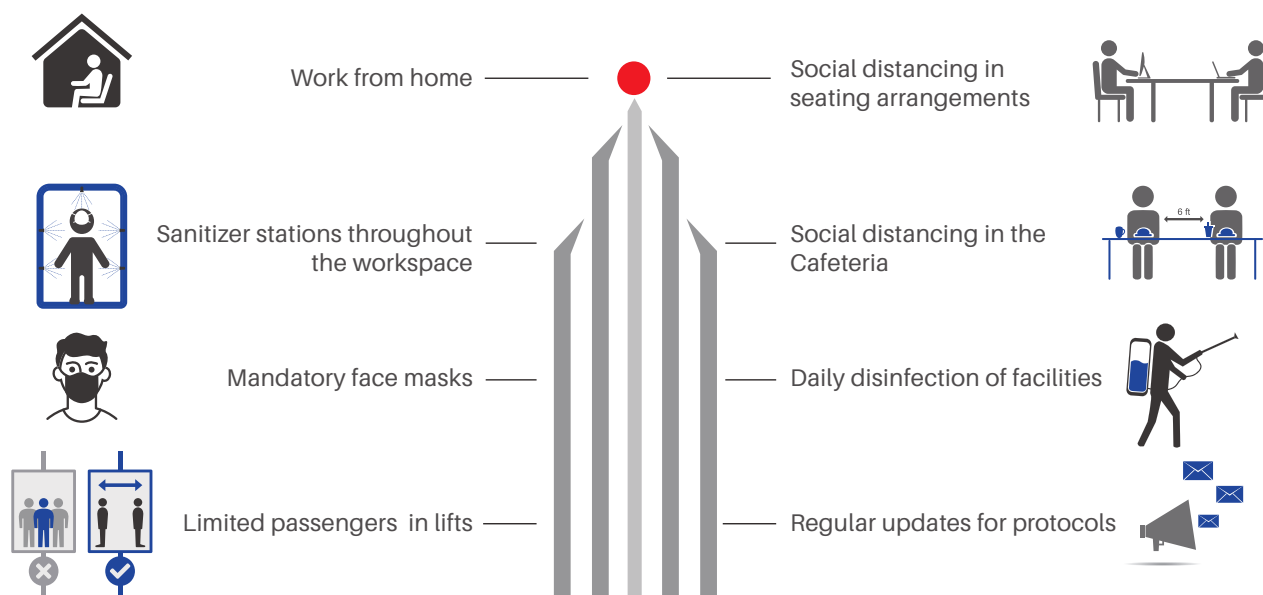 Work from home
Social distancing in
seating arrangements
Sanitizer stations throughout
the workspace
Social distancing in the
Cafeteria
6 ft
Mandatory face masks
Daily disinfection of facilities
Limited passengers in lifts
Regular updates for protocols